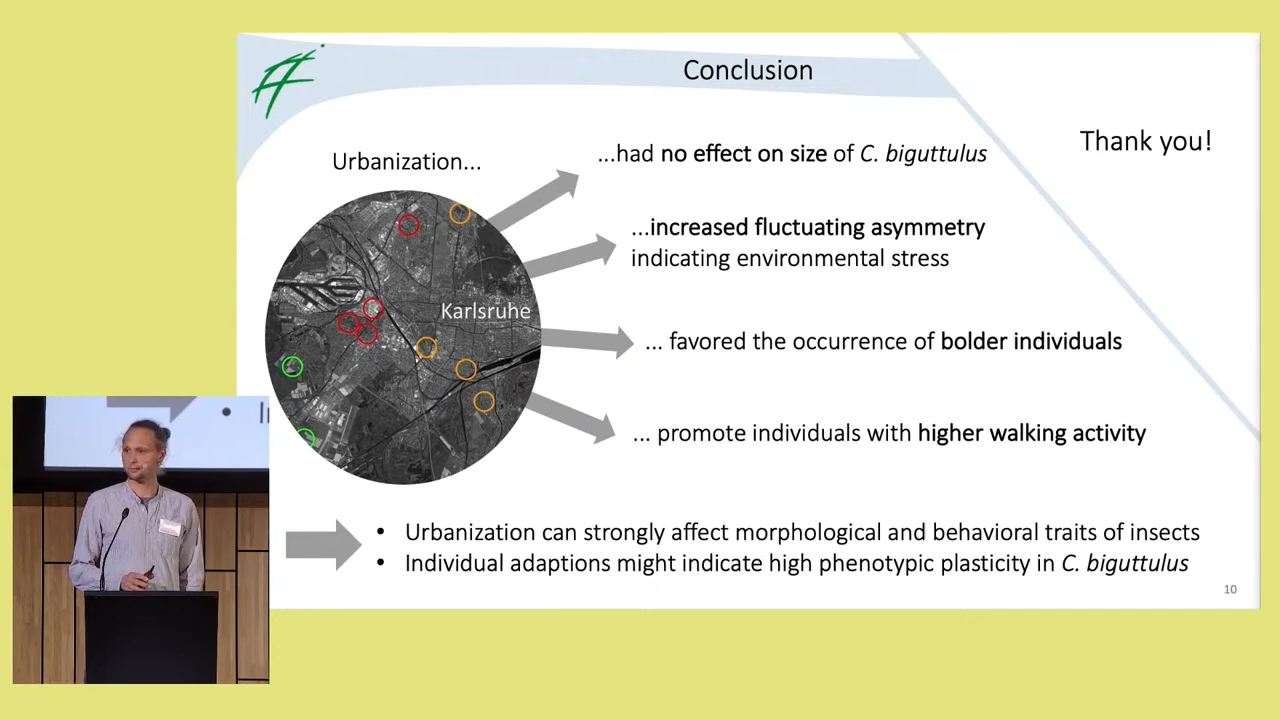 Conclusion
Thank you!
Urbanization...
...had no effect on size of C. biguttulus
...increased fluctuating asymmetry
indicating environmental stress
Karlsruhe
... favored the occurrence of bolder individuals
... promote individuals with higher walking activity
• Urbanization can strongly affect morphological and behavioral traits of insects
• Individual adaptions might indicate high phenotypic plasticity in C. biguttulus
10